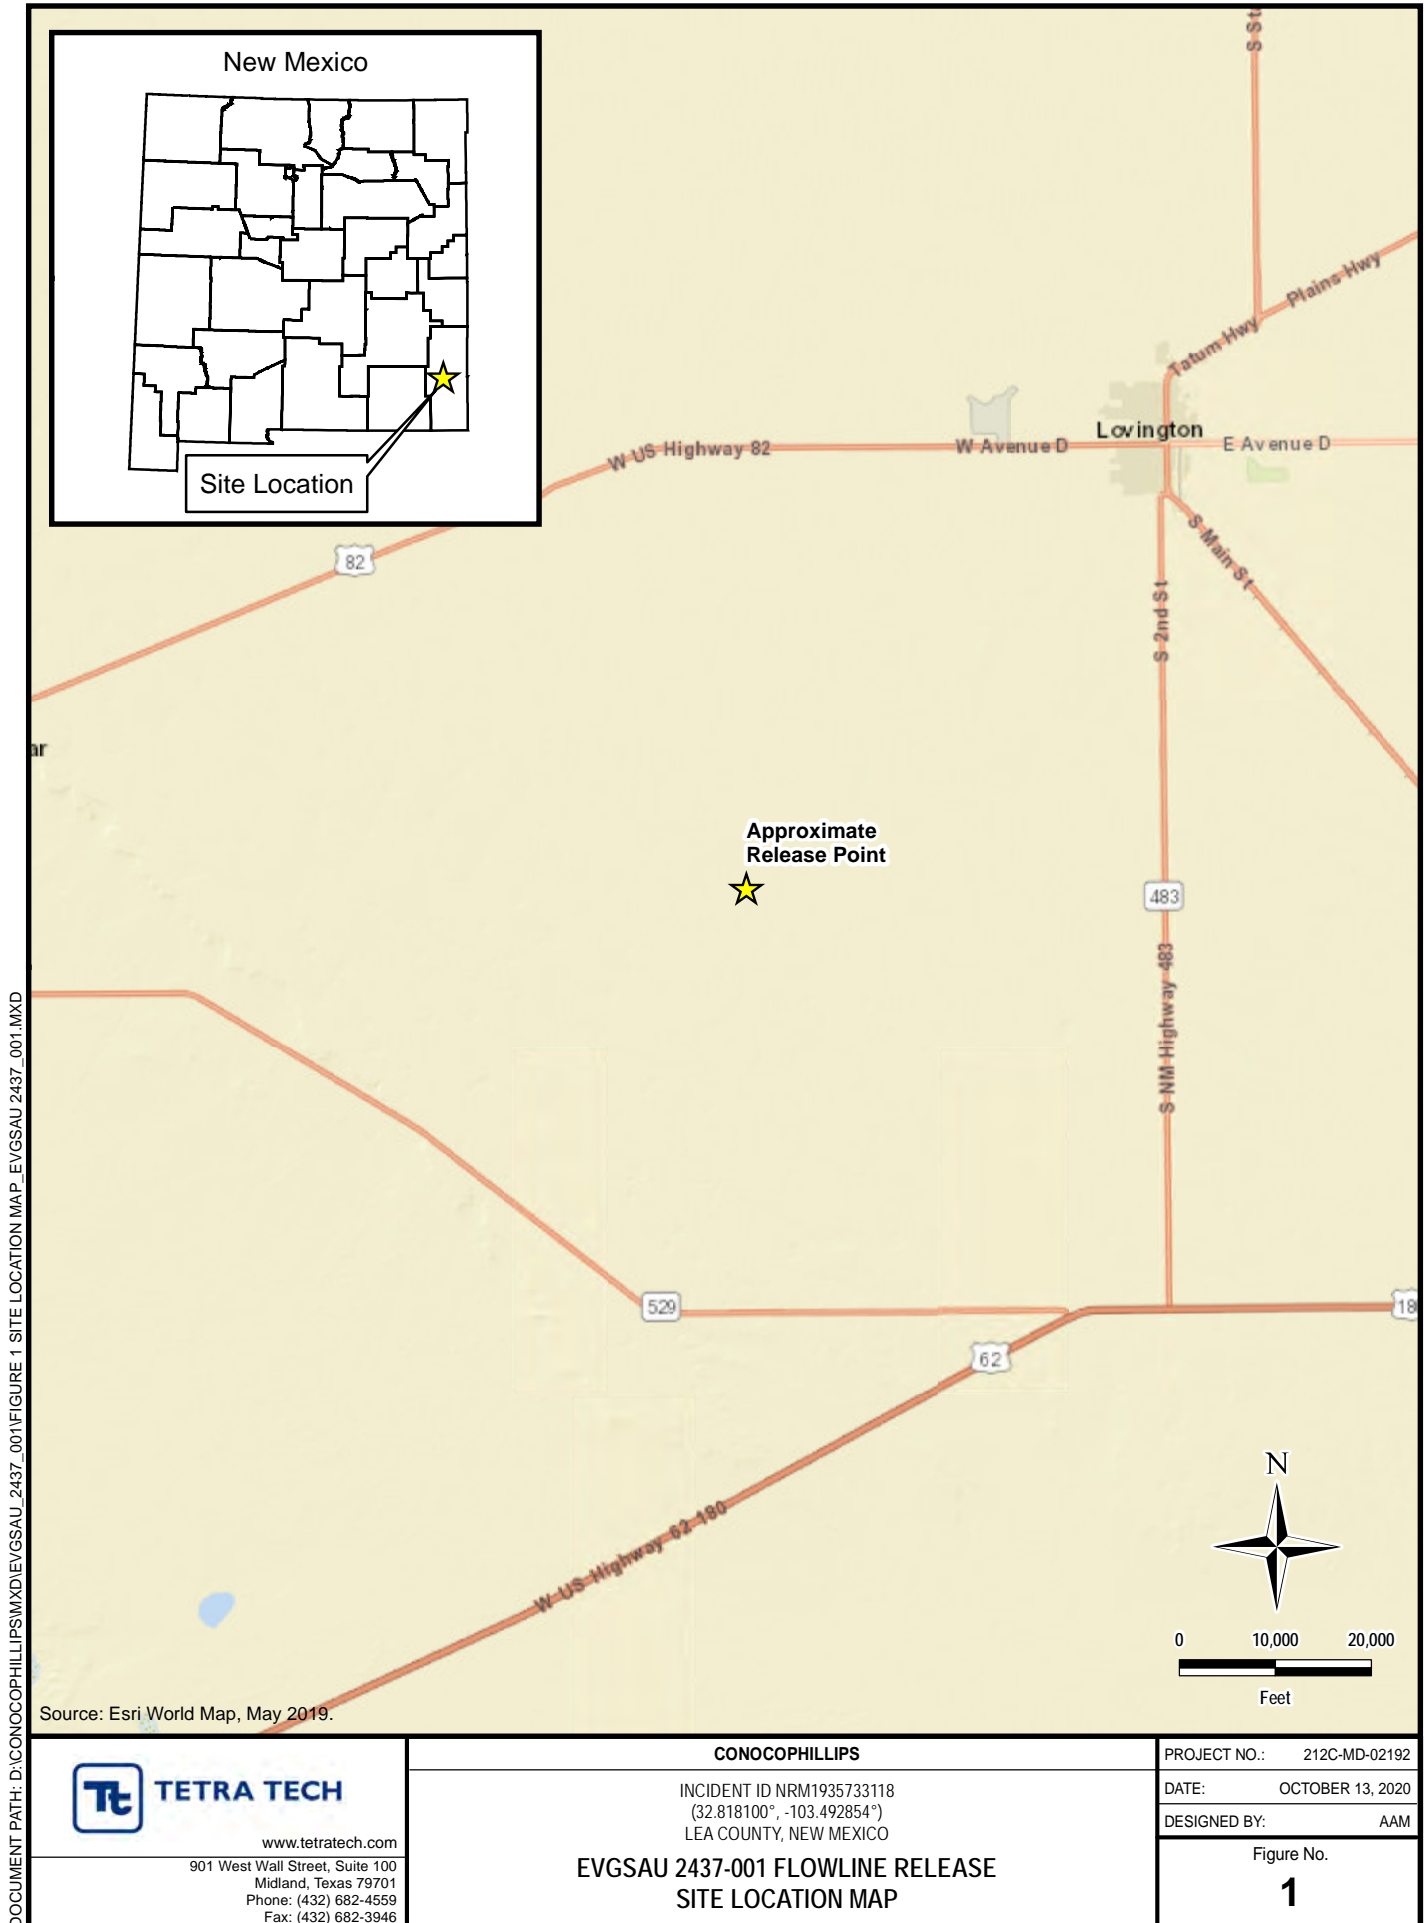 New Mexico
Site Location
S Sta
Plains Hwy
Tatum Hwy
Lovington
W US Highway 82
W Avenue D
E Avenue D
82
S Main St
S 2nd St
ar
Approximate
Release Point
483
S NM Highway 483
529
18
62
W US Highway 62-180
N
0 10,000 20,000
Feet
Source: Esri World Map, May 2019.
DOCUMENT PATH: D:\CONOCOPHILLIPS\MXD\EVGSAU_2437_001\FIGURE 1 SITE LOCATION MAP_EVGSAU 2437_001.MXD
Tt TETRA TECH
www.tetratech.com
901 West Wall Street, Suite 100
Midland, Texas 79701
Phone: (432) 682-4559
Fax: (432) 682-3946
CONOCOPHILLIPS
INCIDENT ID NRM1935733118
(32.818100°, -103.492854°)
LEA COUNTY, NEW MEXICO
EVGSAU 2437-001 FLOWLINE RELEASE
SITE LOCATION MAP
PROJECT NO.: 212C-MD-02192
DATE: OCTOBER 13, 2020
DESIGNED BY: AAM
Figure No.
1